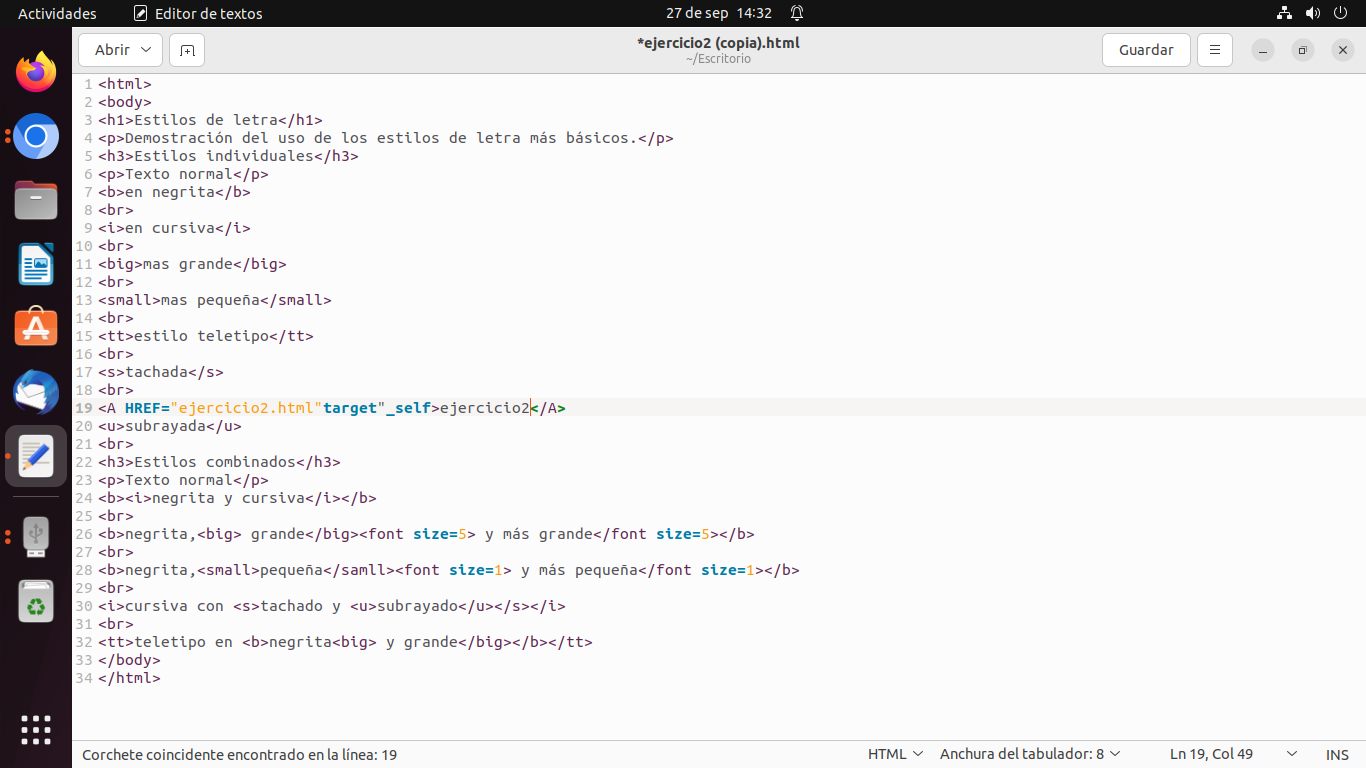 Actividades Editor de textos 27 de sep 14:32
Abrir *ejercicio2 (copia).html Guardar
~/Escritorio
1 <html>
2 <body>
3 <h1>Estilos de letra</h1>
4 <p>Demostración del uso de los estilos de letra más básicos.</p>
5 <h3>Estilos individuales</h3>
6 <p>Texto normal</p>
7 <b>en negrita</b>
8 <br>
9 <i>en cursiva</i>
10 <br>
11 <big>mas grande</big>
12 <br>
13 <small>mas pequeña</small>
14 <br>
15 <tt>estilo teletipo</tt>
16 <br>
17 <s>tachada</s>
18 <br>
19 <A HREF="ejercicio2.html"target"_self>ejercicio2</A>
20 <u>subrayada</u>
21 <br>
22 <h3>Estilos combinados</h3>
23 <p>Texto normal</p>
24 <b><i>negrita y cursiva</i></b>
25 <br>
26 <b>negrita,<big> grande</big><font size=5> y más grande</font size=5></b>
27 <br>
28 <b>negrita,<small>pequeña</samll><font size=1> y más pequeña</font size=1></b>
29 <br>
30 <i>cursiva con <s>tachado y <u>subrayado</u></s></i>
31 <br>
32 <tt>teletipo en <b>negrita<big> y grande</big></b></tt>
33 </body>
34 </html>
Corchete coincidente encontrado en la línea: 19 HTML Anchura del tabulador: 8 Ln 19, Col 49 INS